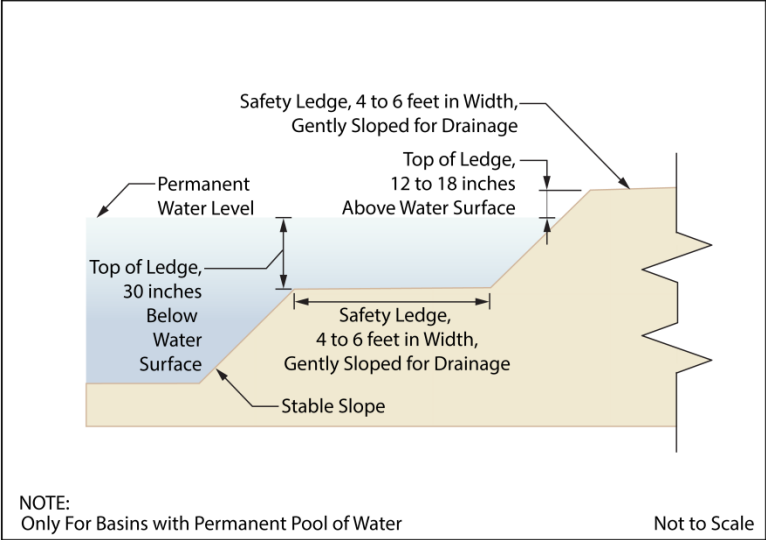 Safety Ledge, 4 to 6 feet in Width,
Gently Sloped for Drainage
Top of Ledge,
12 to 18 inches
Above Water Surface
Permanent
Water Level
Top of Ledge,
30 inches
Below
Water
Surface
Safety Ledge,
4 to 6 feet in Width,
Gently Sloped for Drainage
Stable Slope
NOTE:
Only For Basins with Permanent Pool of Water
Not to Scale